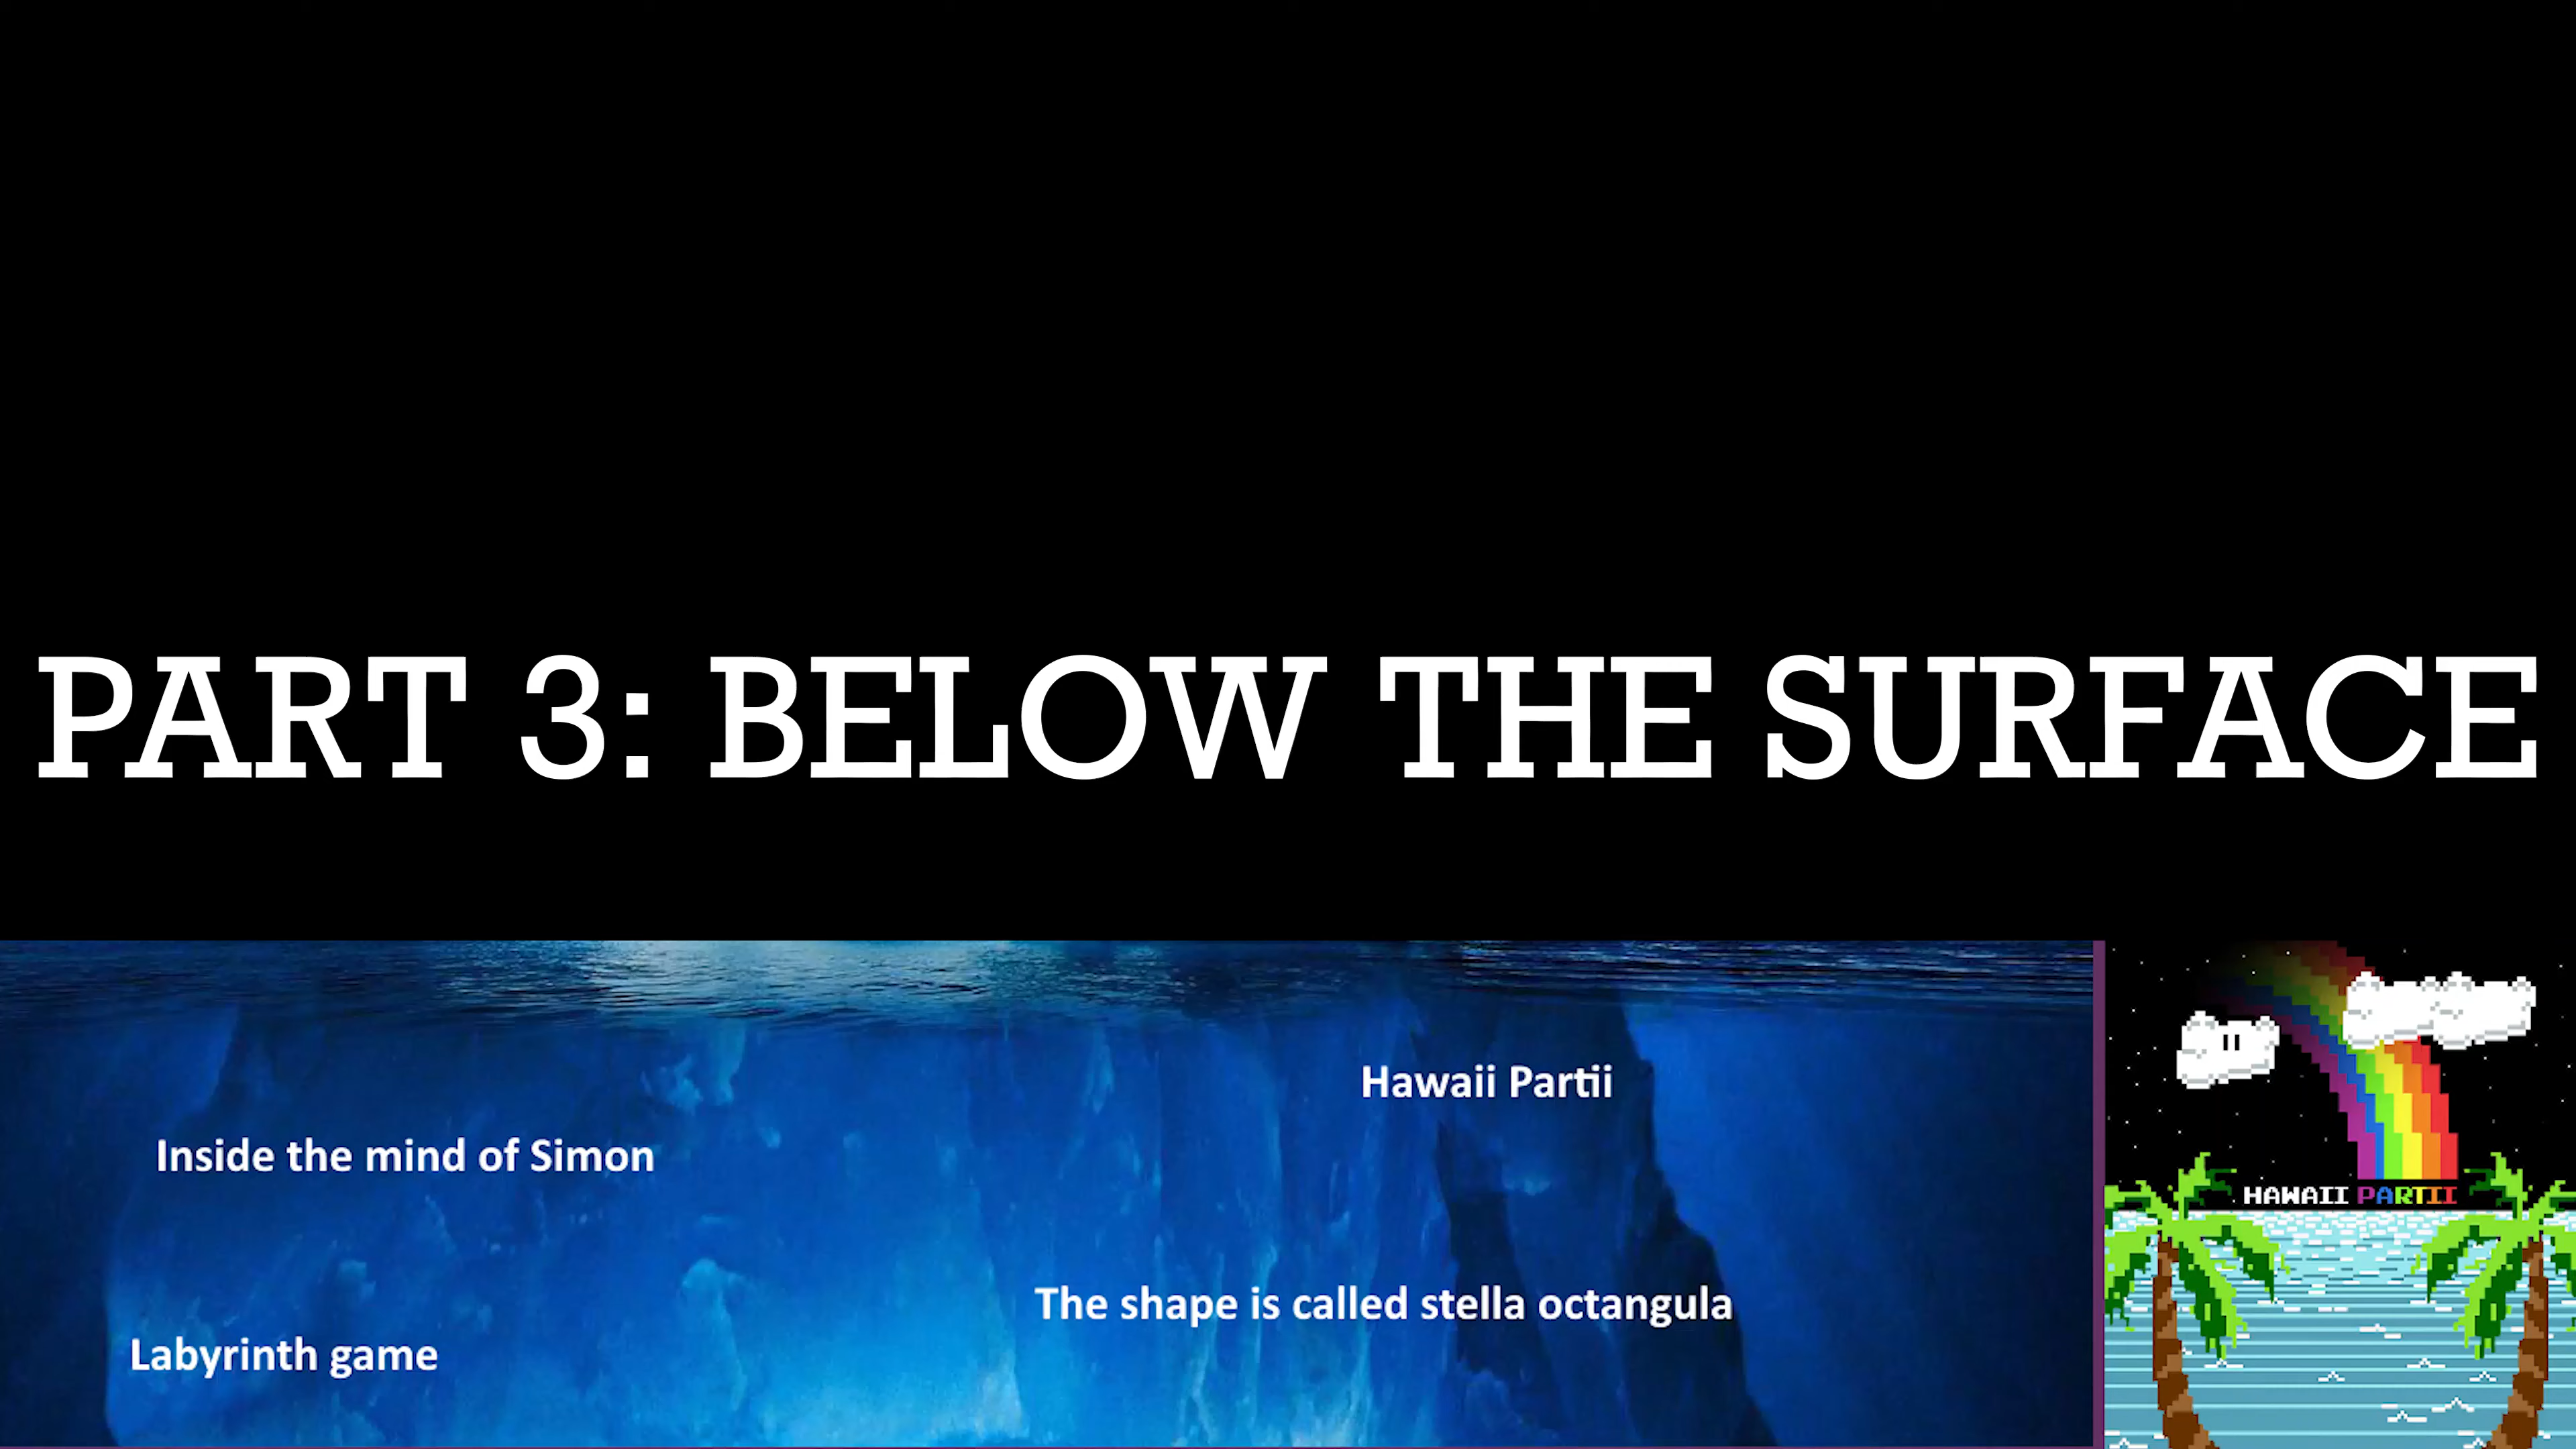 PART 3: BELOW THE SURFACE
Hawaii Partii
Inside the mind of Simon
The shape is called stella octangula
Labyrinth game
HAWAII PARTII